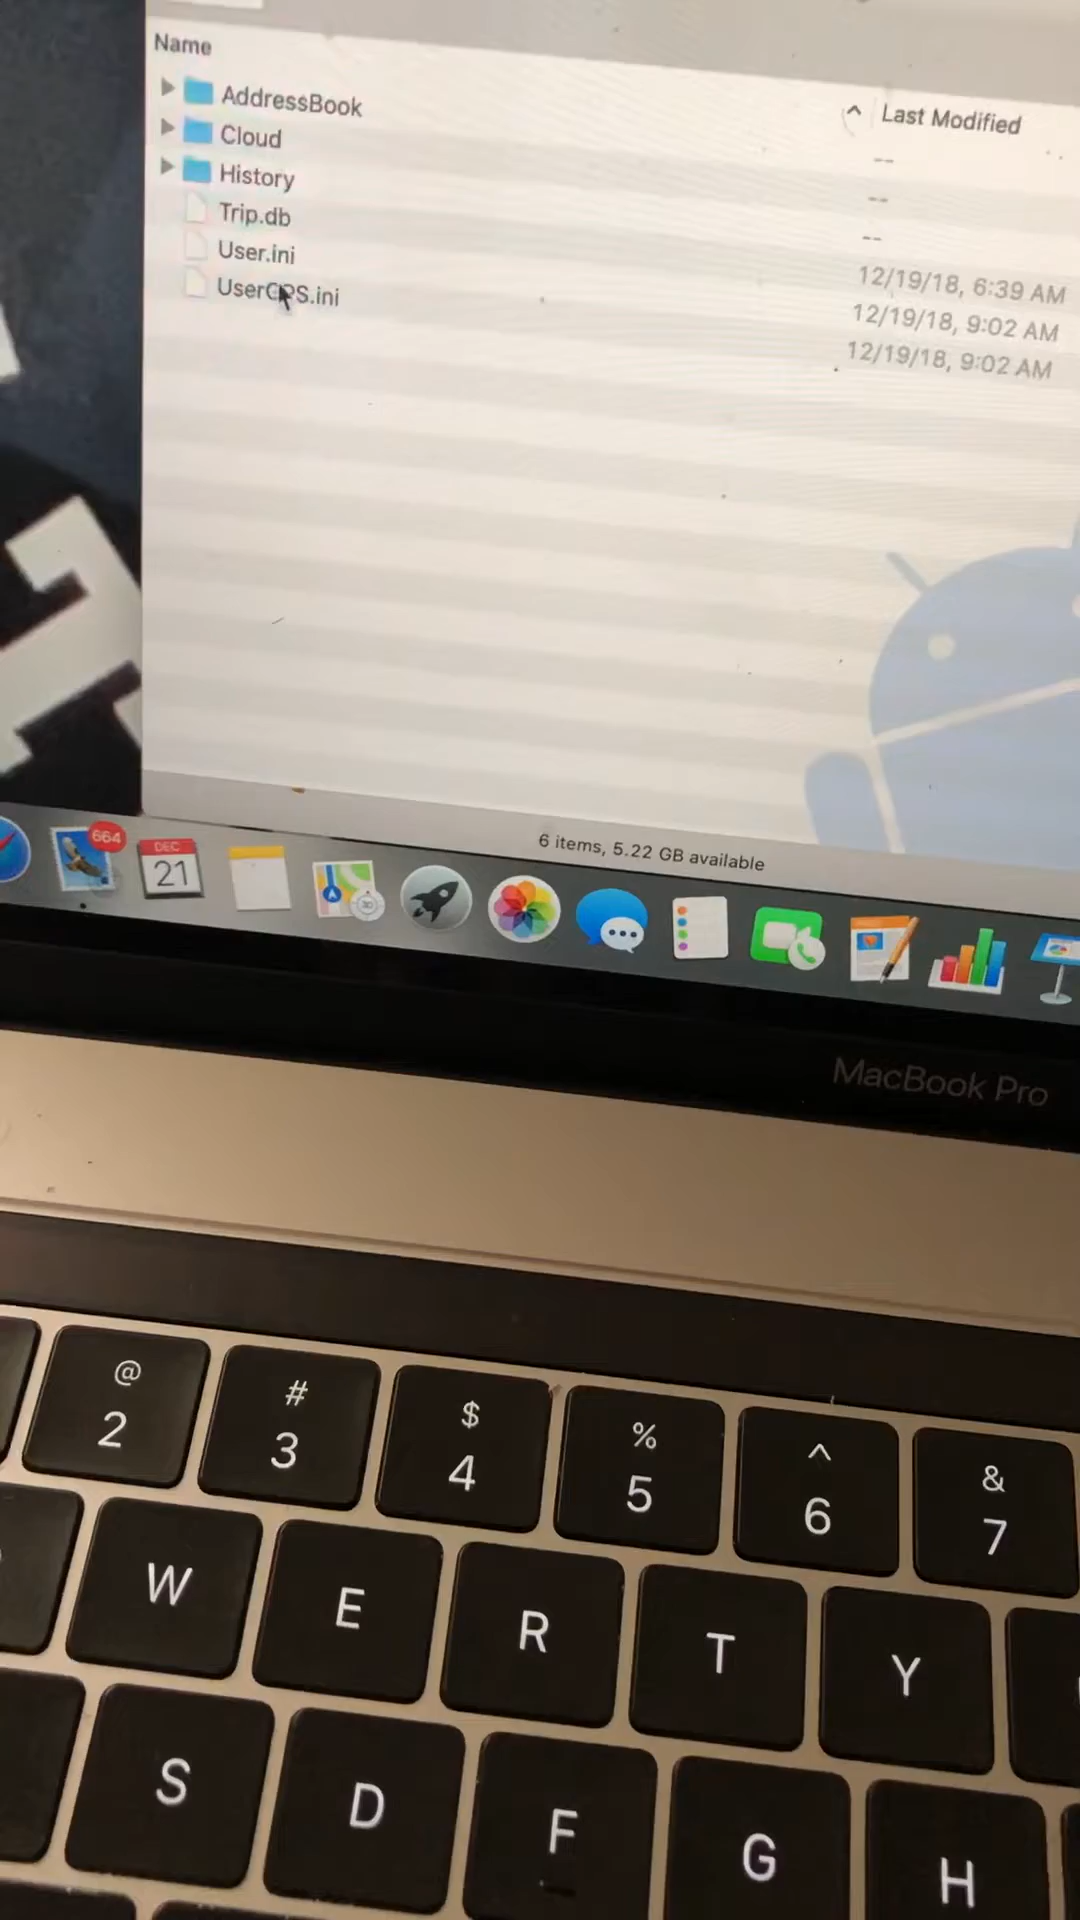 Name
^ Last Modified
AddressBook
--
Cloud
--
History
--
Trip.db
12/19/18, 6:39 AM
User.ini
12/19/18, 9:02 AM
UserGPS.ini
12/19/18, 9:02 AM
6 items, 5.22 GB available
664
DEC
21
MacBook Pro
@ # $ % ^ &
2 3 4 5 6 7
W E R T Y
S D F G H